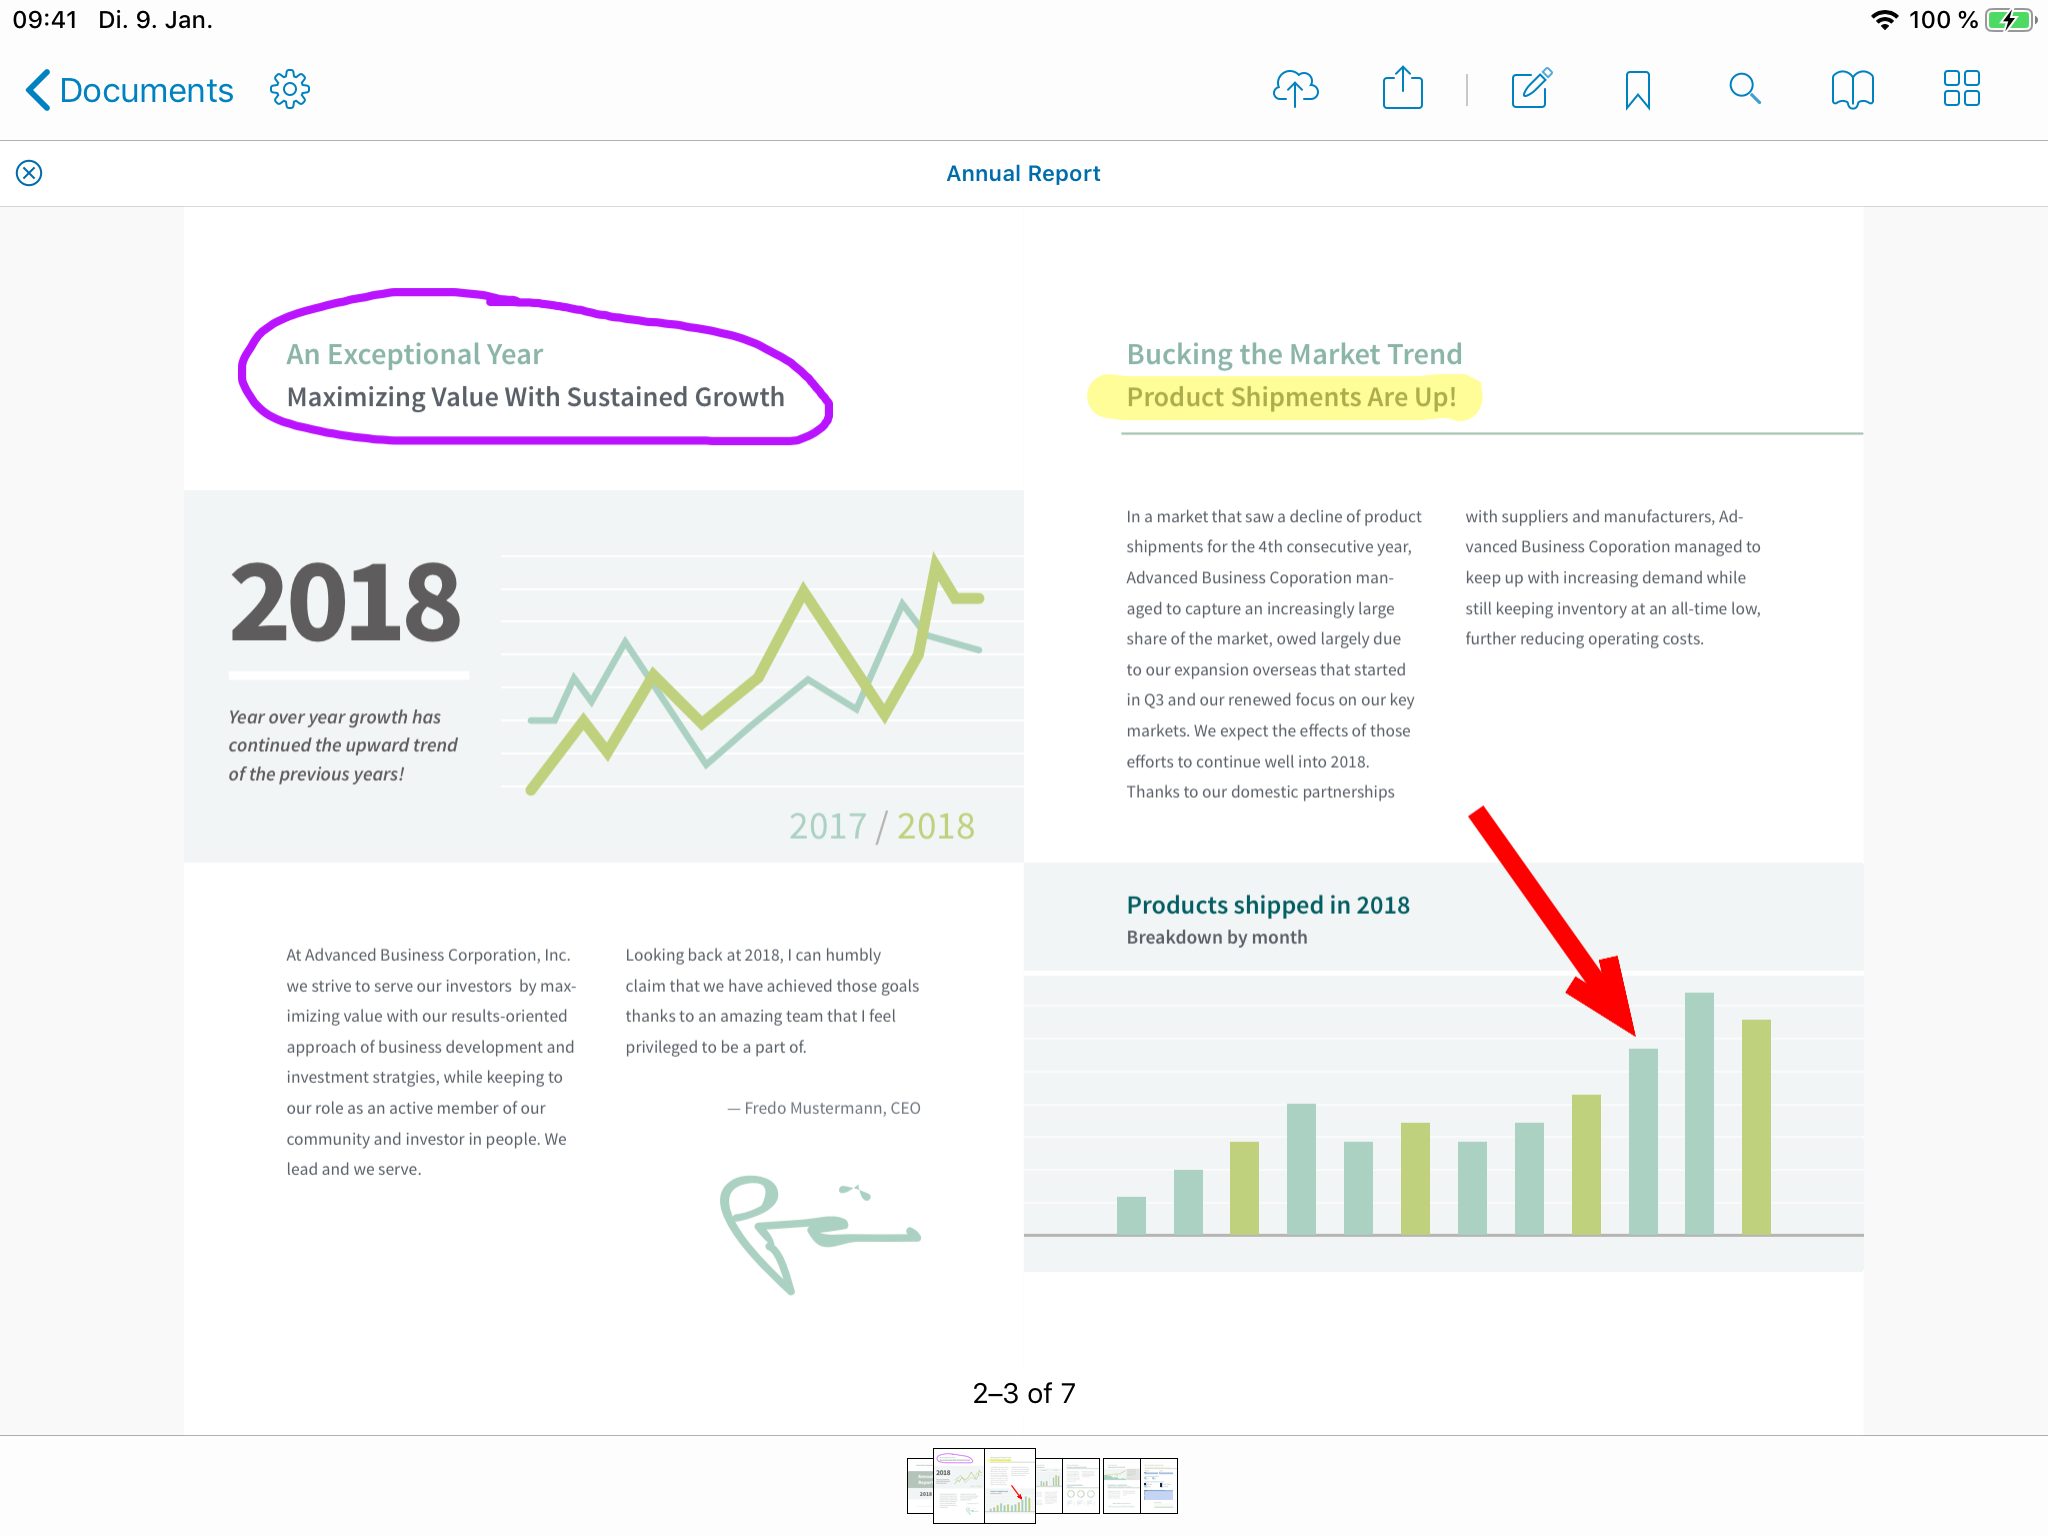 09:41 Di. 9. Jan.
100 %
Documents
Annual Report
An Exceptional Year
Maximizing Value With Sustained Growth
2018
Year over year growth has
continued the upward trend
of the previous years!
2017 / 2018
At Advanced Business Corporation, Inc.
we strive to serve our investors  by max-
imizing value with our results-oriented
approach of business development and
investment stratgies, while keeping to
our role as an active member of our
community and investor in people. We
lead and we serve.
Looking back at 2018, I can humbly
claim that we have achieved those goals
thanks to an amazing team that I feel
privileged to be a part of.
— Fredo Mustermann, CEO
Bucking the Market Trend
Product Shipments Are Up!
In a market that saw a decline of product
shipments for the 4th consecutive year,
Advanced Business Coporation man-
aged to capture an increasingly large
share of the market, owed largely due
to our expansion overseas that started
in Q3 and our renewed focus on our key
markets. We expect the effects of those
efforts to continue well into 2018.
Thanks to our domestic partnerships
with suppliers and manufacturers, Ad-
vanced Business Coporation managed to
keep up with increasing demand while
still keeping inventory at an all-time low,
further reducing operating costs.
Products shipped in 2018
Breakdown by month
2–3 of 7
2018
2018